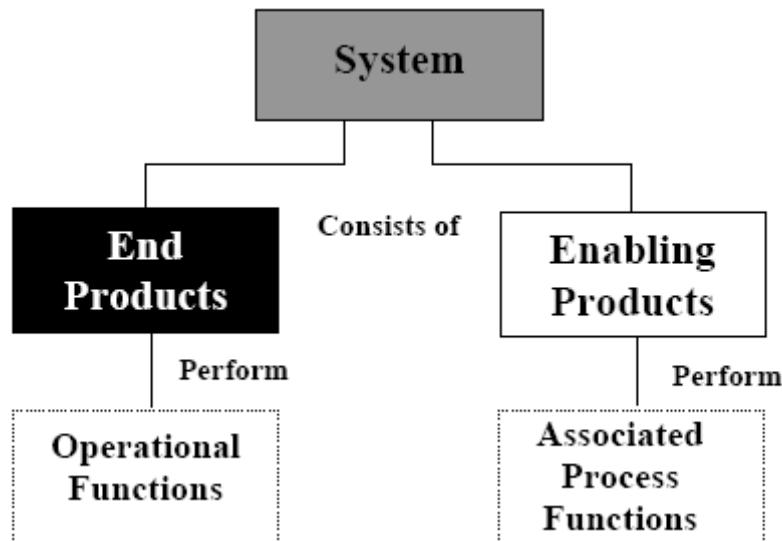 System
Consists of
End
Products
Enabling
Products
Perform
Perform
Operational
Functions
Associated
Process
Functions